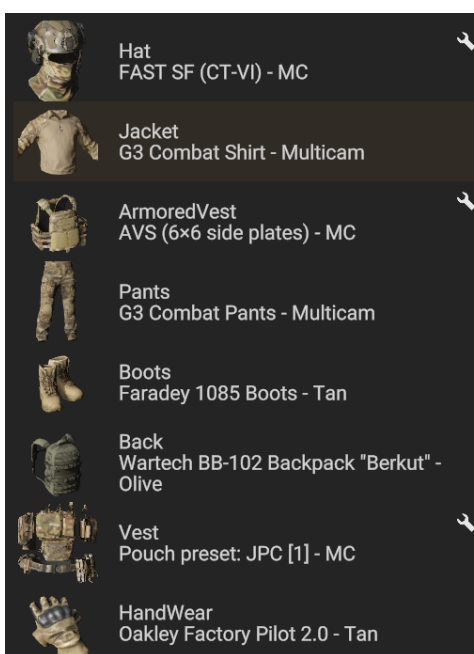 Hat
FAST SF (CT-VI) - MC
Jacket
G3 Combat Shirt - Multicam
ArmoredVest
AVS (6×6 side plates) - MC
Pants
G3 Combat Pants - Multicam
Boots
Faradey 1085 Boots - Tan
Back
Wartech BB-102 Backpack "Berkut" -
Olive
Vest
Pouch preset: JPC [1] - MC
HandWear
Oakley Factory Pilot 2.0 - Tan